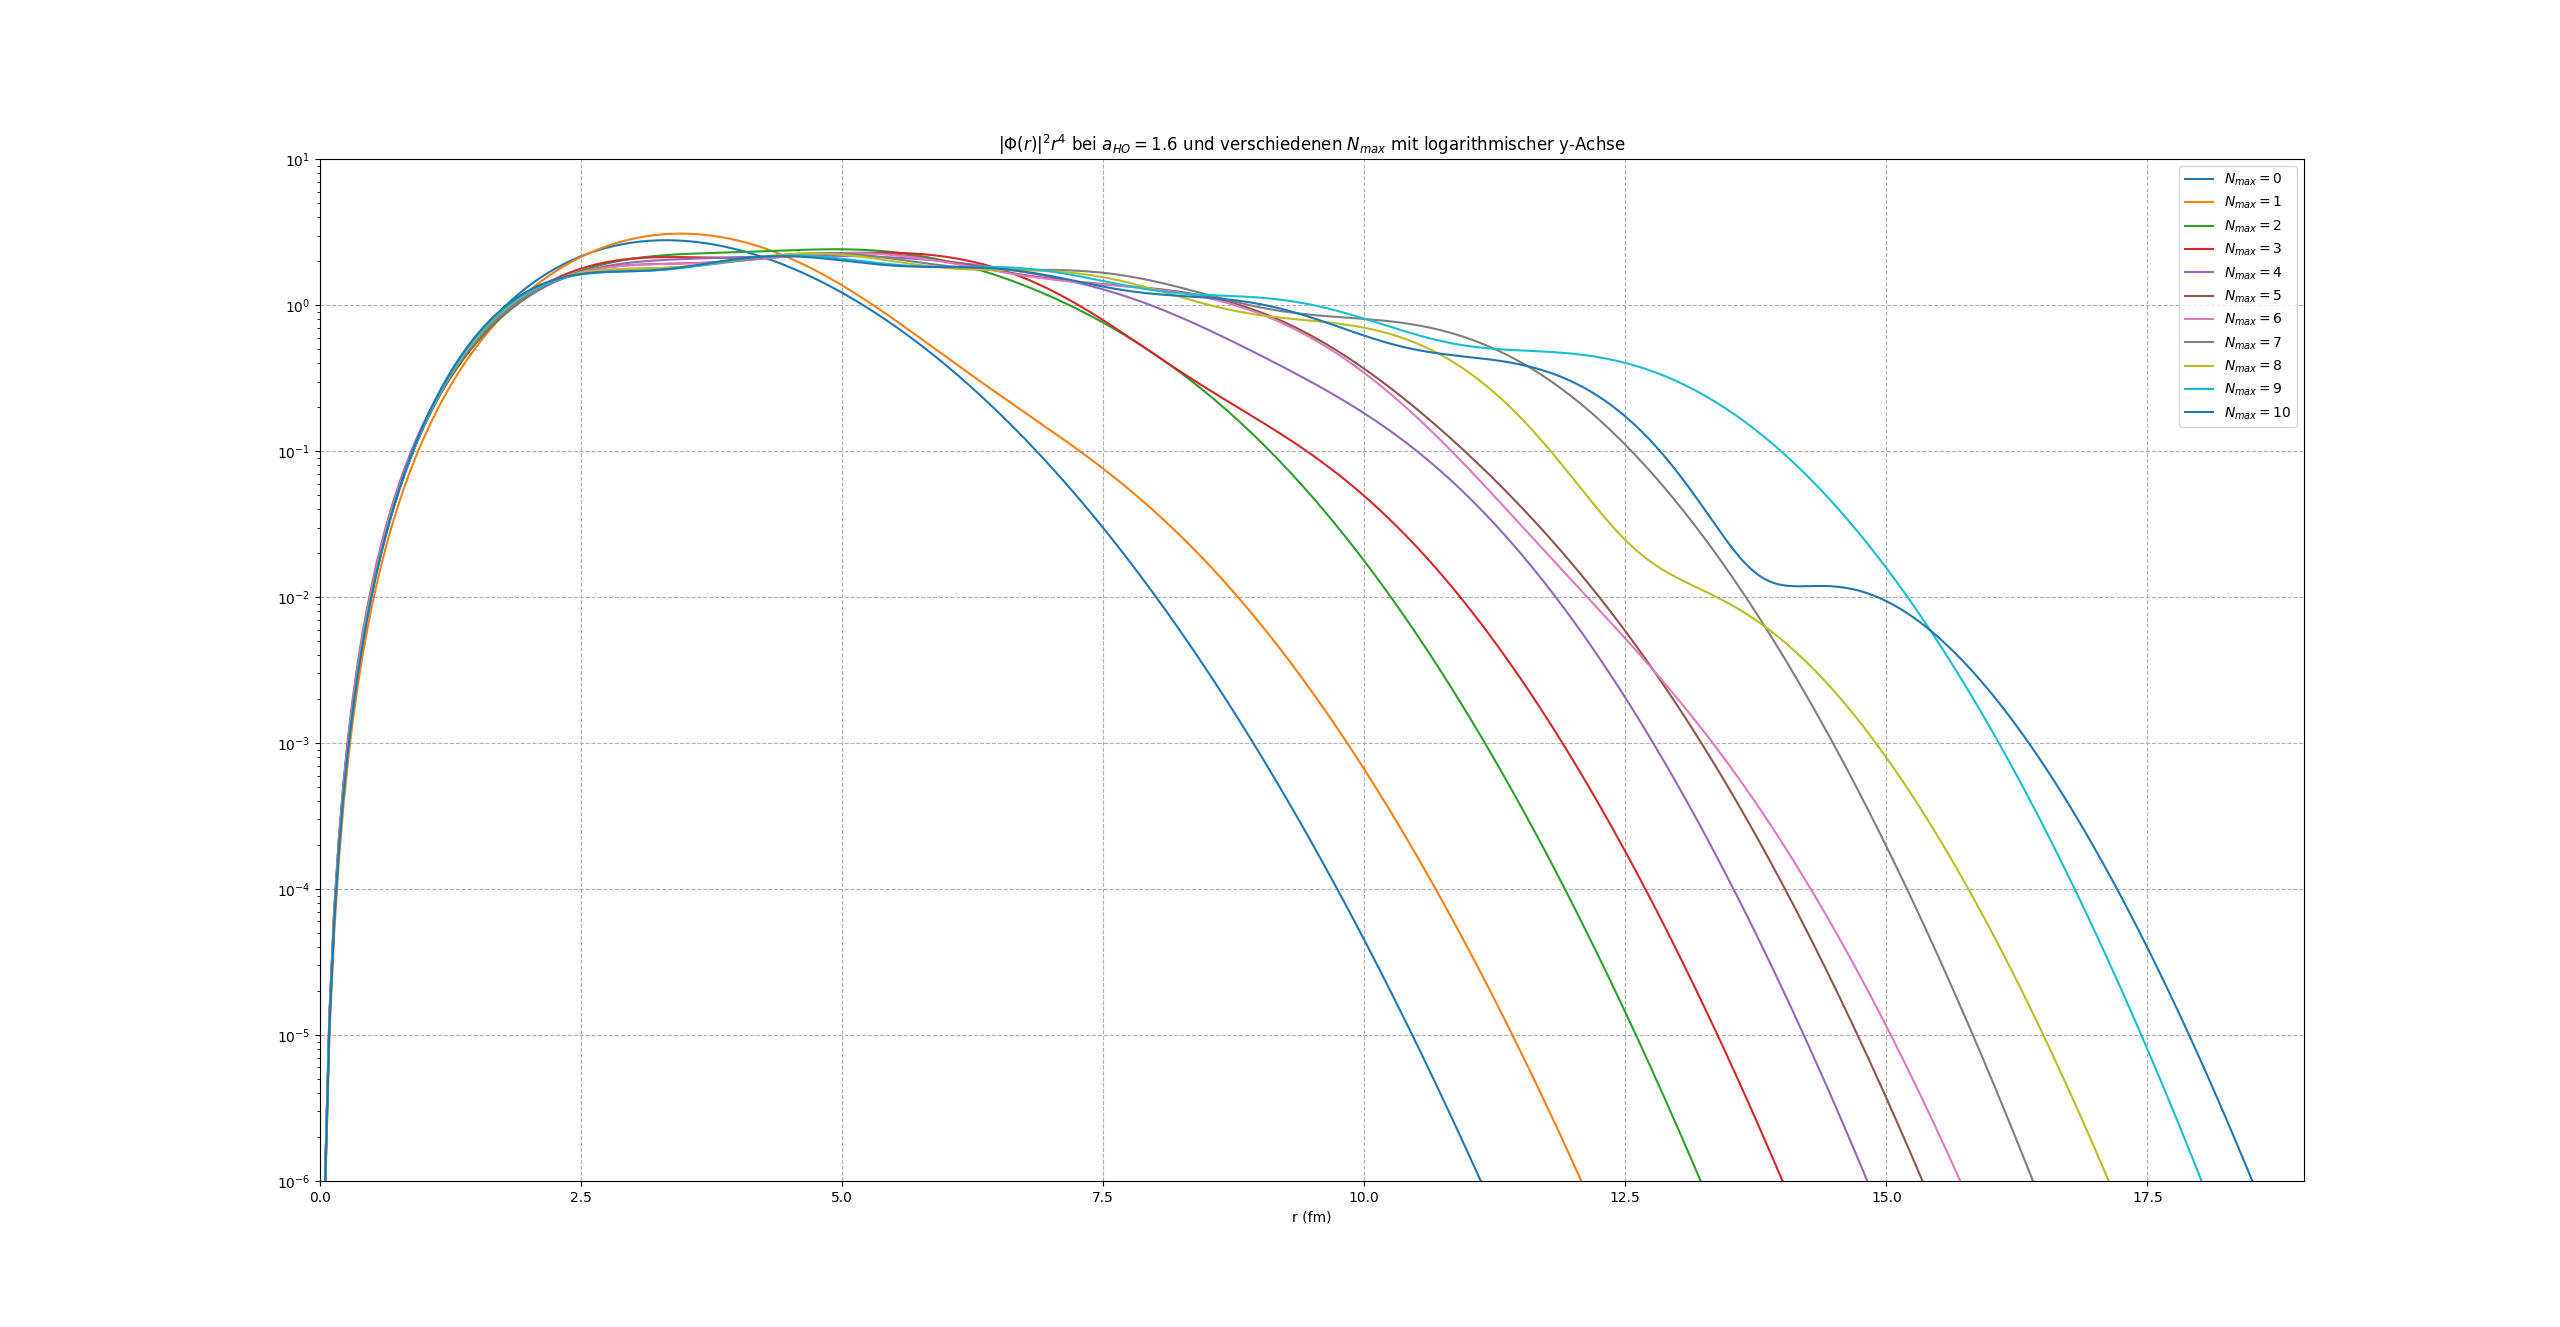 |Φ(r)|²r⁴ bei a_HO = 1.6 und verschiedenen N_max mit logarithmischer y-Achse
10¹
10⁰
10⁻¹
10⁻²
10⁻³
10⁻⁴
10⁻⁵
10⁻⁶
N_max = 0
N_max = 1
N_max = 2
N_max = 3
N_max = 4
N_max = 5
N_max = 6
N_max = 7
N_max = 8
N_max = 9
N_max = 10
0.0 2.5 5.0 7.5 10.0 12.5 15.0 17.5
r (fm)